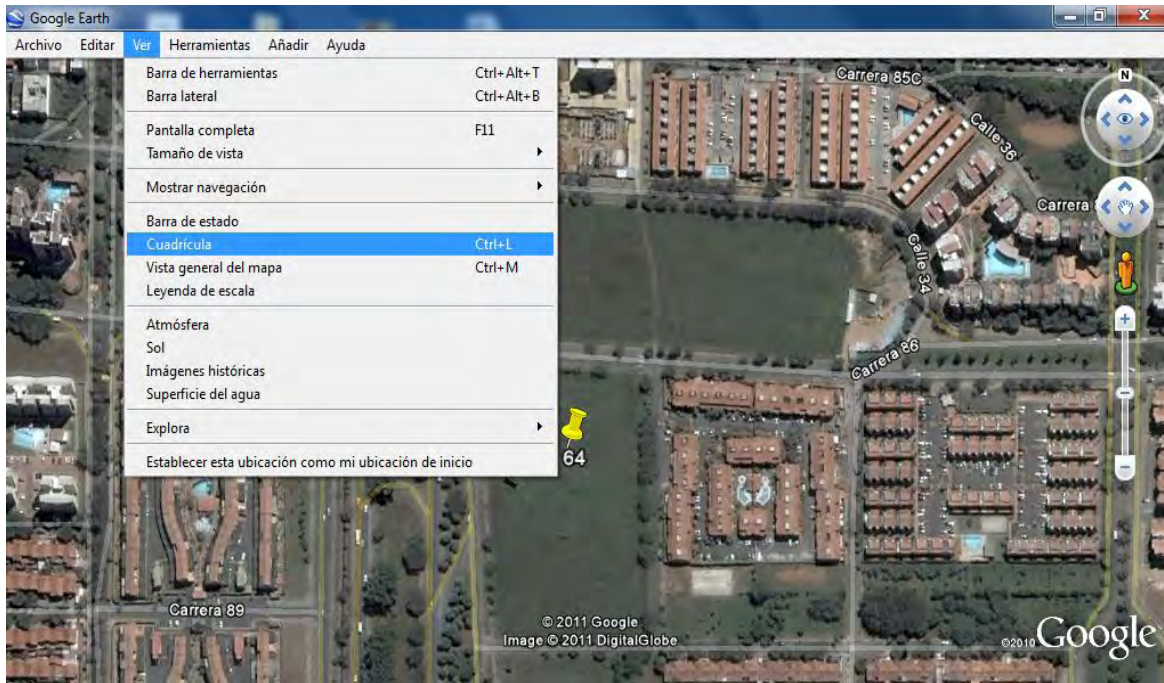 Google Earth
Archivo Editar Ver Herramientas Añadir Ayuda
Barra de herramientas Ctrl+Alt+T
Barra lateral Ctrl+Alt+B
Pantalla completa F11
Tamaño de vista
Mostrar navegación
Barra de estado
Cuadrícula Ctrl+L
Vista general del mapa Ctrl+M
Leyenda de escala
Atmósfera
Sol
Imágenes históricas
Superficie del agua
Explora
Establecer esta ubicación como mi ubicación de inicio
Carrera 85C
N
Calle 36
Carrera
Calle 34
Carrera 86
64
Carrera 89
© 2011 Google
Image © 2011 DigitalGlobe
©2010 Google